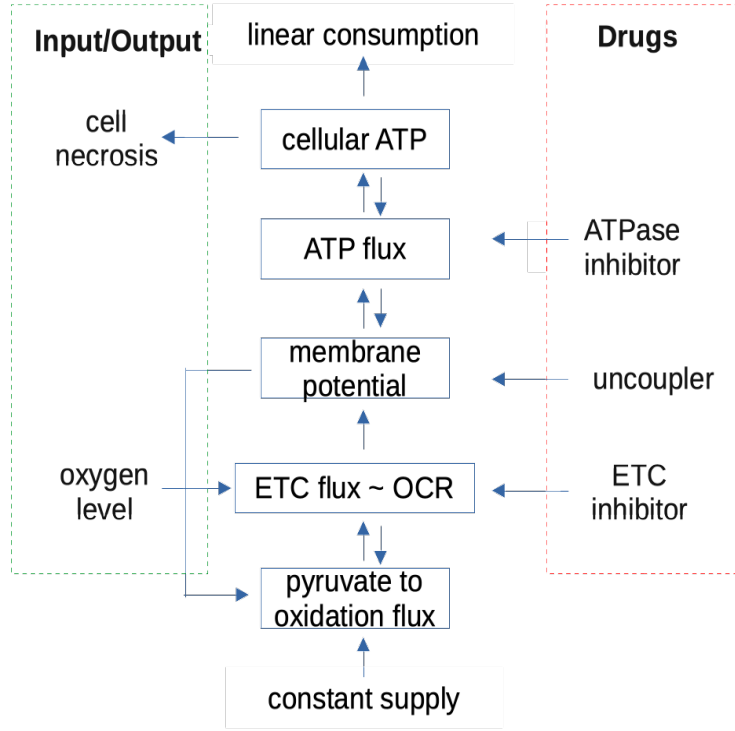 Input/Output
linear consumption
Drugs
cell
necrosis
cellular ATP
ATP flux
ATPase
inhibitor
membrane
potential
uncoupler
oxygen
level
ETC flux ~ OCR
ETC
inhibitor
pyruvate to
oxidation flux
constant supply